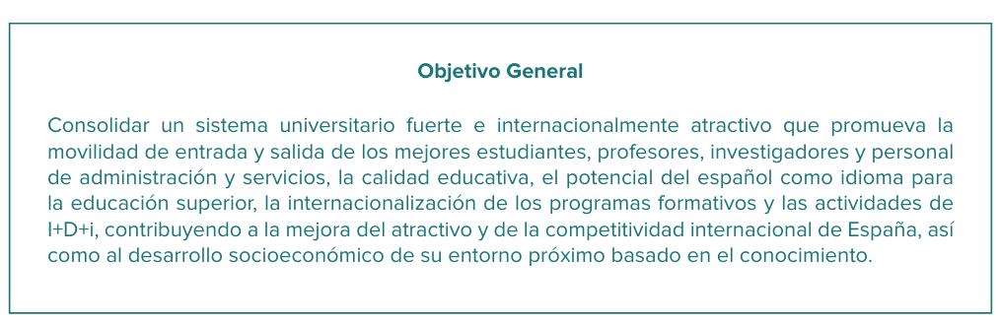 Objetivo General
Consolidar un sistema universitario fuerte e internacionalmente atractivo que promueva la
movilidad de entrada y salida de los mejores estudiantes, profesores, investigadores y personal
de administración y servicios, la calidad educativa, el potencial del español como idioma para
la educación superior, la internacionalización de los programas formativos y las actividades de
I+D+i, contribuyendo a la mejora del atractivo y de la competitividad internacional de España, así
como al desarrollo socioeconómico de su entorno próximo basado en el conocimiento.